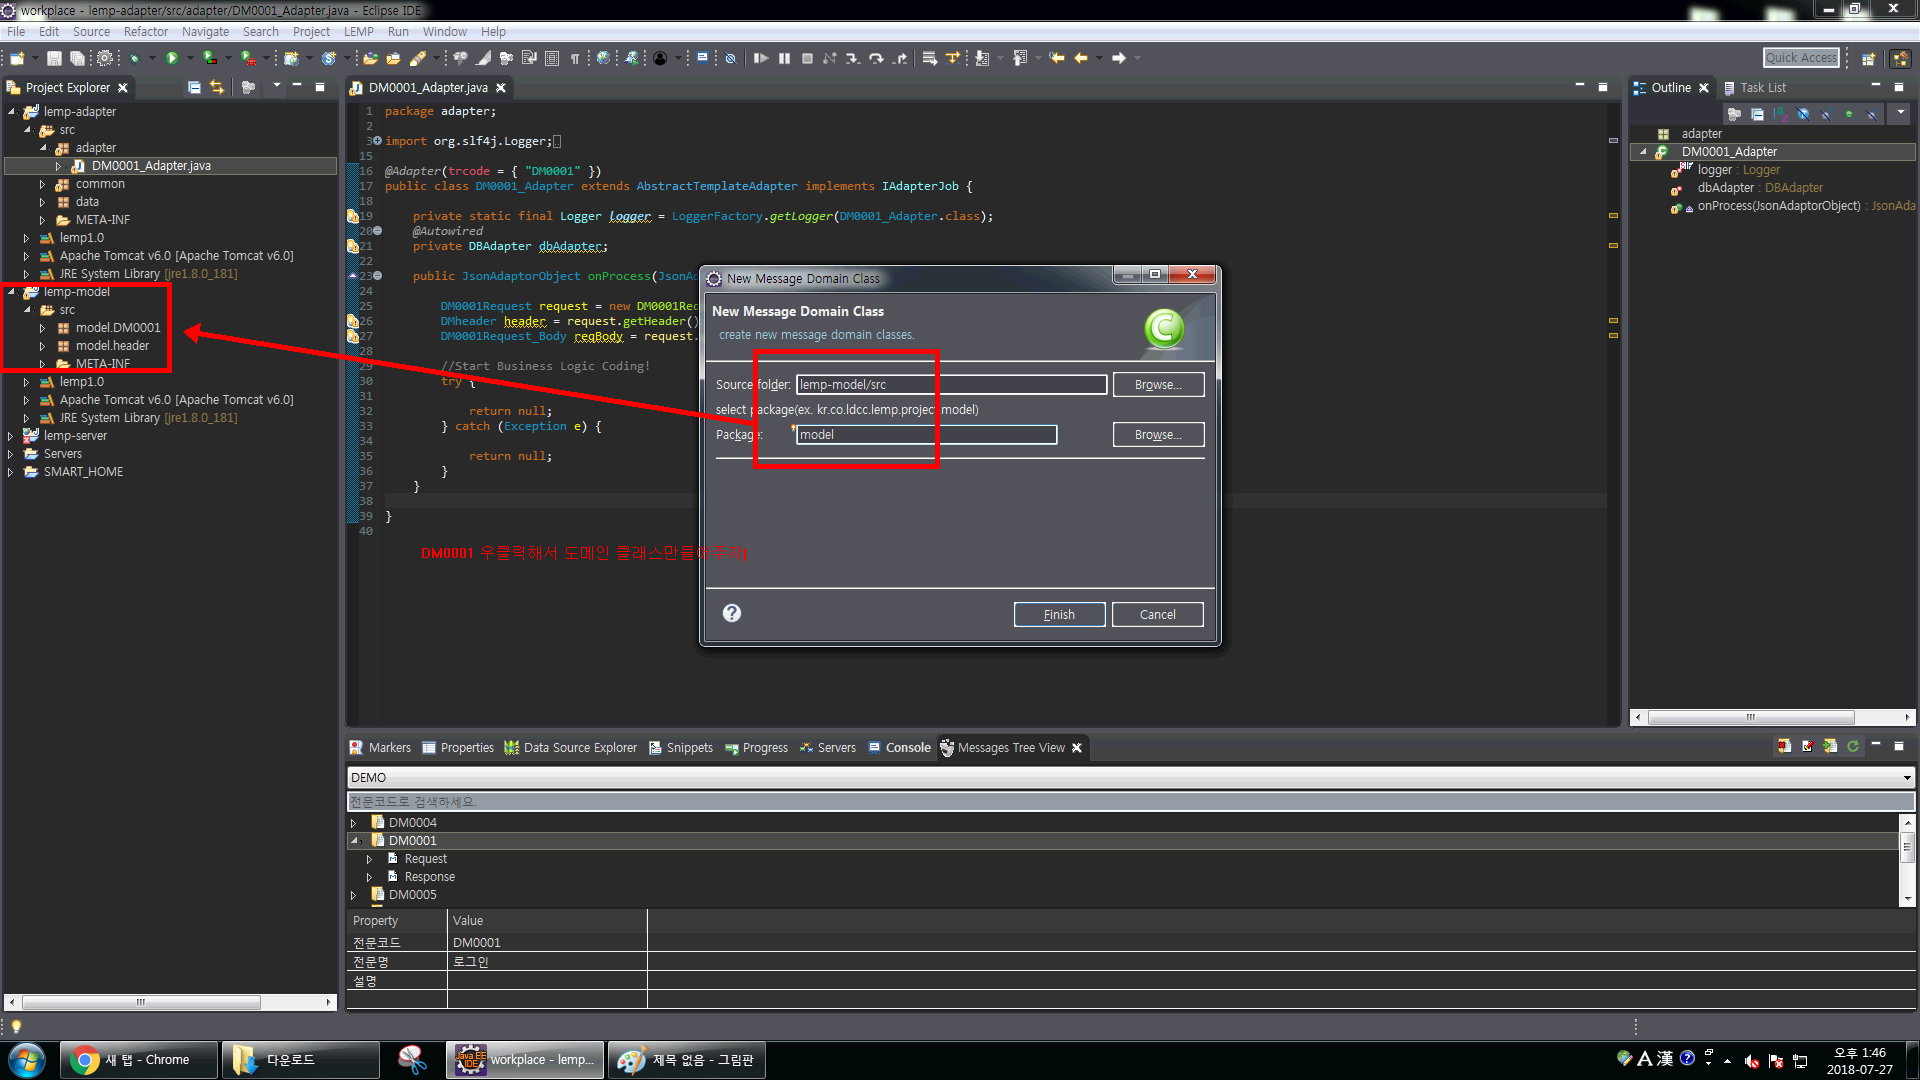 workplace - lemp-adapter/src/adapter/DM0001_Adapter.java - Eclipse IDE
File Edit Source Refactor Navigate Search Project LEMP Run Window Help
Quick Access
Project Explorer
lemp-adapter
src
adapter
DM0001_Adapter.java
common
data
META-INF
lemp1.0
Apache Tomcat v6.0 [Apache Tomcat v6.0]
JRE System Library [jre1.8.0_181]
lemp-model
src
model.DM0001
model.header
META-INF
lemp1.0
Apache Tomcat v6.0 [Apache Tomcat v6.0]
JRE System Library [jre1.8.0_181]
lemp-server
Servers
SMART_HOME
DM0001_Adapter.java
1 package adapter;
2
3 import org.slf4j.Logger;
15
16 @Adapter(trcode = { "DM0001" })
17 public class DM0001_Adapter extends AbstractTemplateAdapter implements IAdapterJob {
18
19 private static final Logger logger = LoggerFactory.getLogger(DM0001_Adapter.class);
20 @Autowired
21 private DBAdapter dbAdapter;
22
23 public JsonAdaptorObject onProcess(JsonAd
24
25 DM0001Request request = new DM0001Rec
26 DMheader header = request.getHeader()
27 DM0001Request_Body reqBody = request.
28
29 //Start Business Logic Coding!
30 try {
31
32 return null;
33 } catch (Exception e) {
34
35 return null;
36 }
37 }
38
39 }
40
DM0001 우클릭해서 도메인 클래스만들
New Message Domain Class
New Message Domain Class
create new message domain classes.
Source folder: lemp-model/src Browse...
select package(ex. kr.co.ldcc.lemp.project.model)
Package: model Browse...
Finish Cancel
Outline Task List
adapter
DM0001_Adapter
logger : Logger
dbAdapter : DBAdapter
onProcess(JsonAdaptorObject) : JsonAda
Markers Properties Data Source Explorer Snippets Progress Servers Console Messages Tree View
DEMO
전문코드로 검색하세요.
DM0004
DM0001
Request
Response
DM0005
Property Value
전문코드 DM0001
전문명 로그인
설명
새 탭 - Chrome
다운로드
workplace - lemp...
제목 없음 - 그림판
A 漢
오후 1:46
2018-07-27